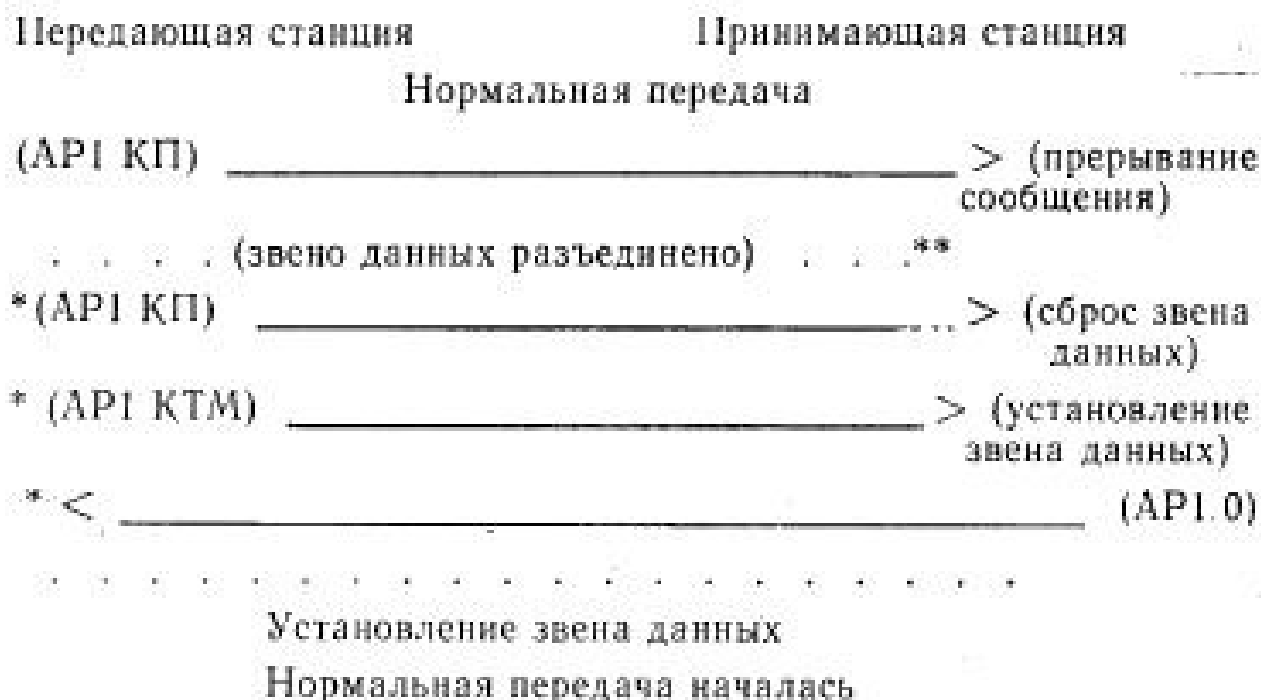 Передающая станция Принимающая станция
Нормальная передача
(АР1 КП) > (прерывание
сообщения)
. . . . (звено данных разъединено) . . .**
*(АР1 КП) > (сброс звена
данных)
* (АР1 КТМ) > (установление
звена данных)
* < (АР1.0)
. . . . . . . . . . . . . . . . . . . .
Установление звена данных
Нормальная передача началась